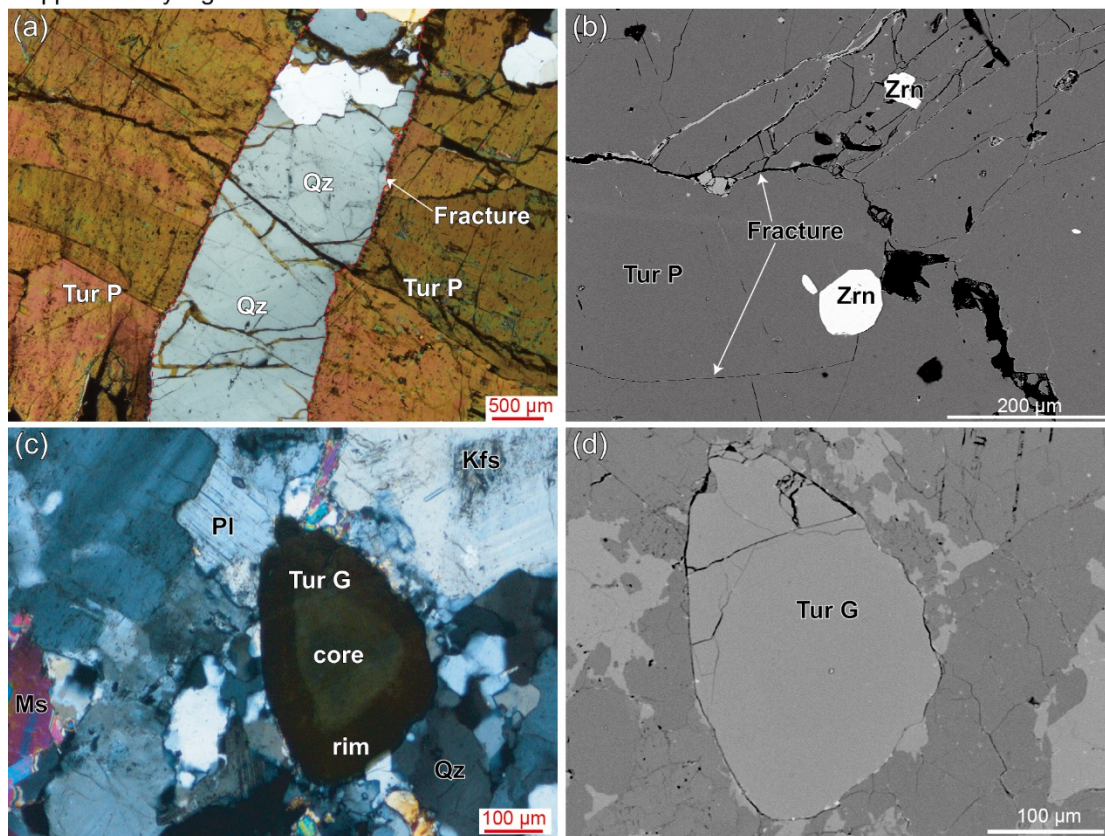 (a)
Qz
Fracture
Qz
Tur P
Tur P
500 µm
(b)
Zrn
Fracture
Tur P
Zrn
200 µm
(c)
Kfs
Pl
Tur G
core
Ms
rim
Qz
100 µm
(d)
Tur G
100 µm